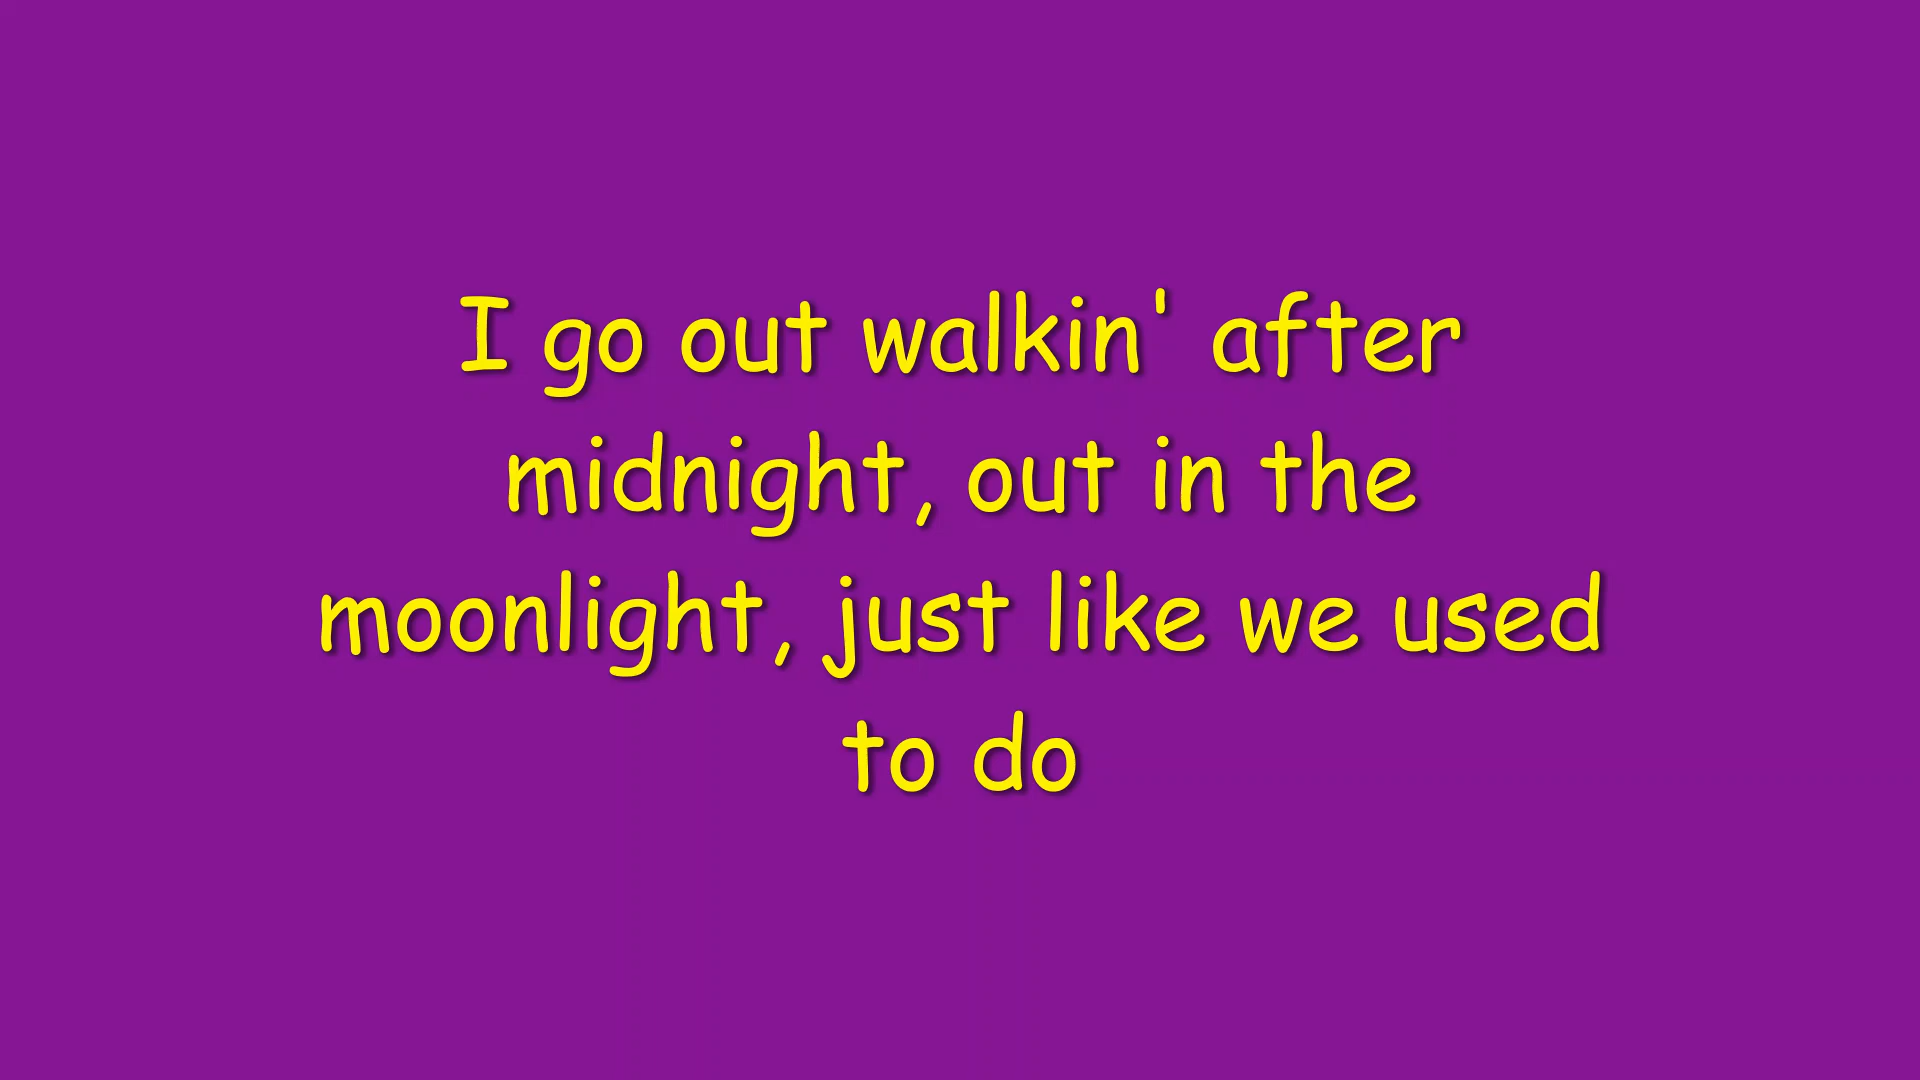 I go out walkin' after
midnight, out in the
moonlight, just like we used
to do